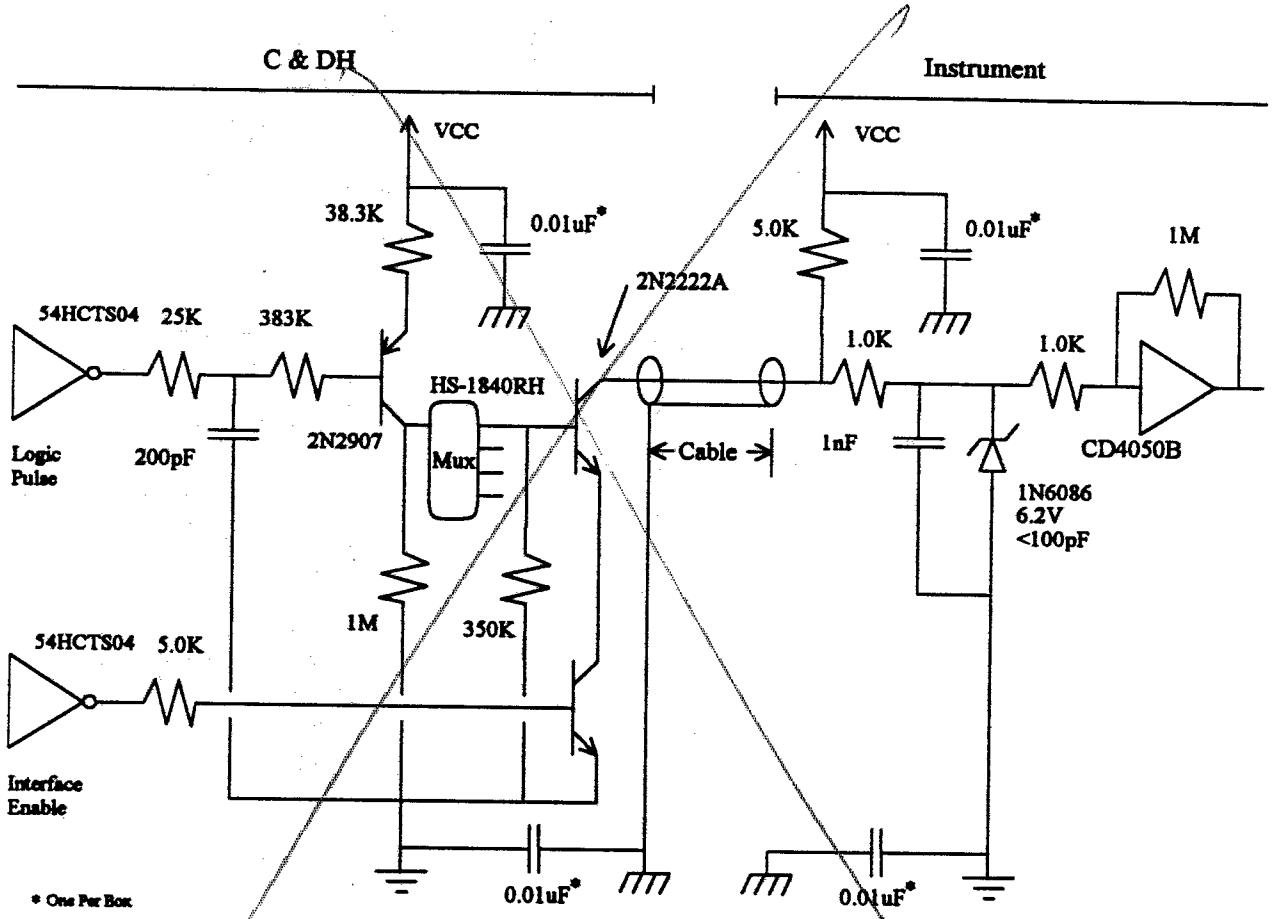 C & DH
Instrument
VCC
VCC
38.3K
0.01uF*
5.0K
0.01uF*
1M
2N2222A
54HCTS04
25K
383K
1.0K
1.0K
HS-1840RH
2N2907
Mux
Cable
1nF
CD4050B
Logic
Pulse
200pF
1N6086
6.2V
<100pF
1M
350K
54HCTS04
5.0K
Interface
Enable
0.01uF*
0.01uF*
* One Per Box